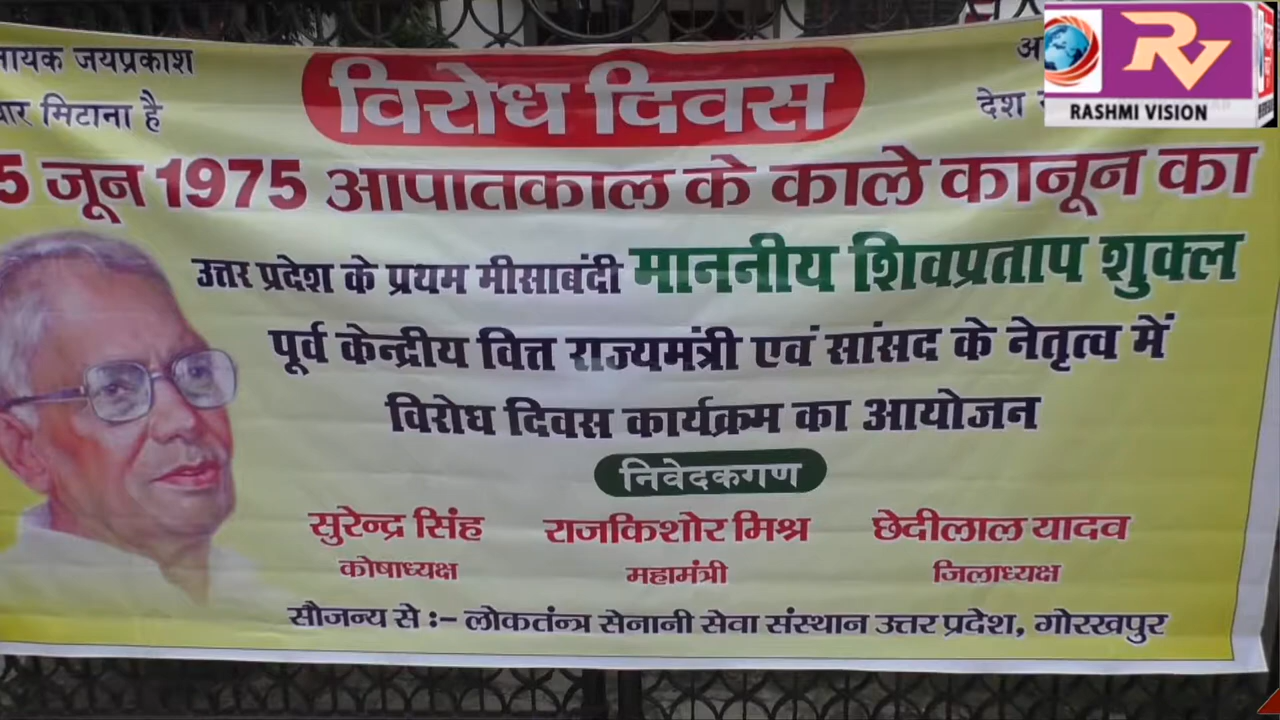 नायक जयप्रकाश
मिटाना है
विरोध दिवस
देश
RV
RASHMI VISION
5 जून 1975 आपातकाल के काले कानून का
उत्तर प्रदेश के प्रथम मीसाबंदी माननीय शिवप्रताप शुक्ल
पूर्व केन्द्रीय वित्त राज्यमंत्री एवं सांसद के नेतृत्व में
विरोध दिवस कार्यक्रम का आयोजन
निवेदकगण
सुरेन्द्र सिंह राजकिशोर मिश्र छेदीलाल यादव
कोषाध्यक्ष महामंत्री जिलाध्यक्ष
सौजन्य से :- लोकतंन्त्र सेनानी सेवा संस्थान उत्तर प्रदेश, गोरखपुर